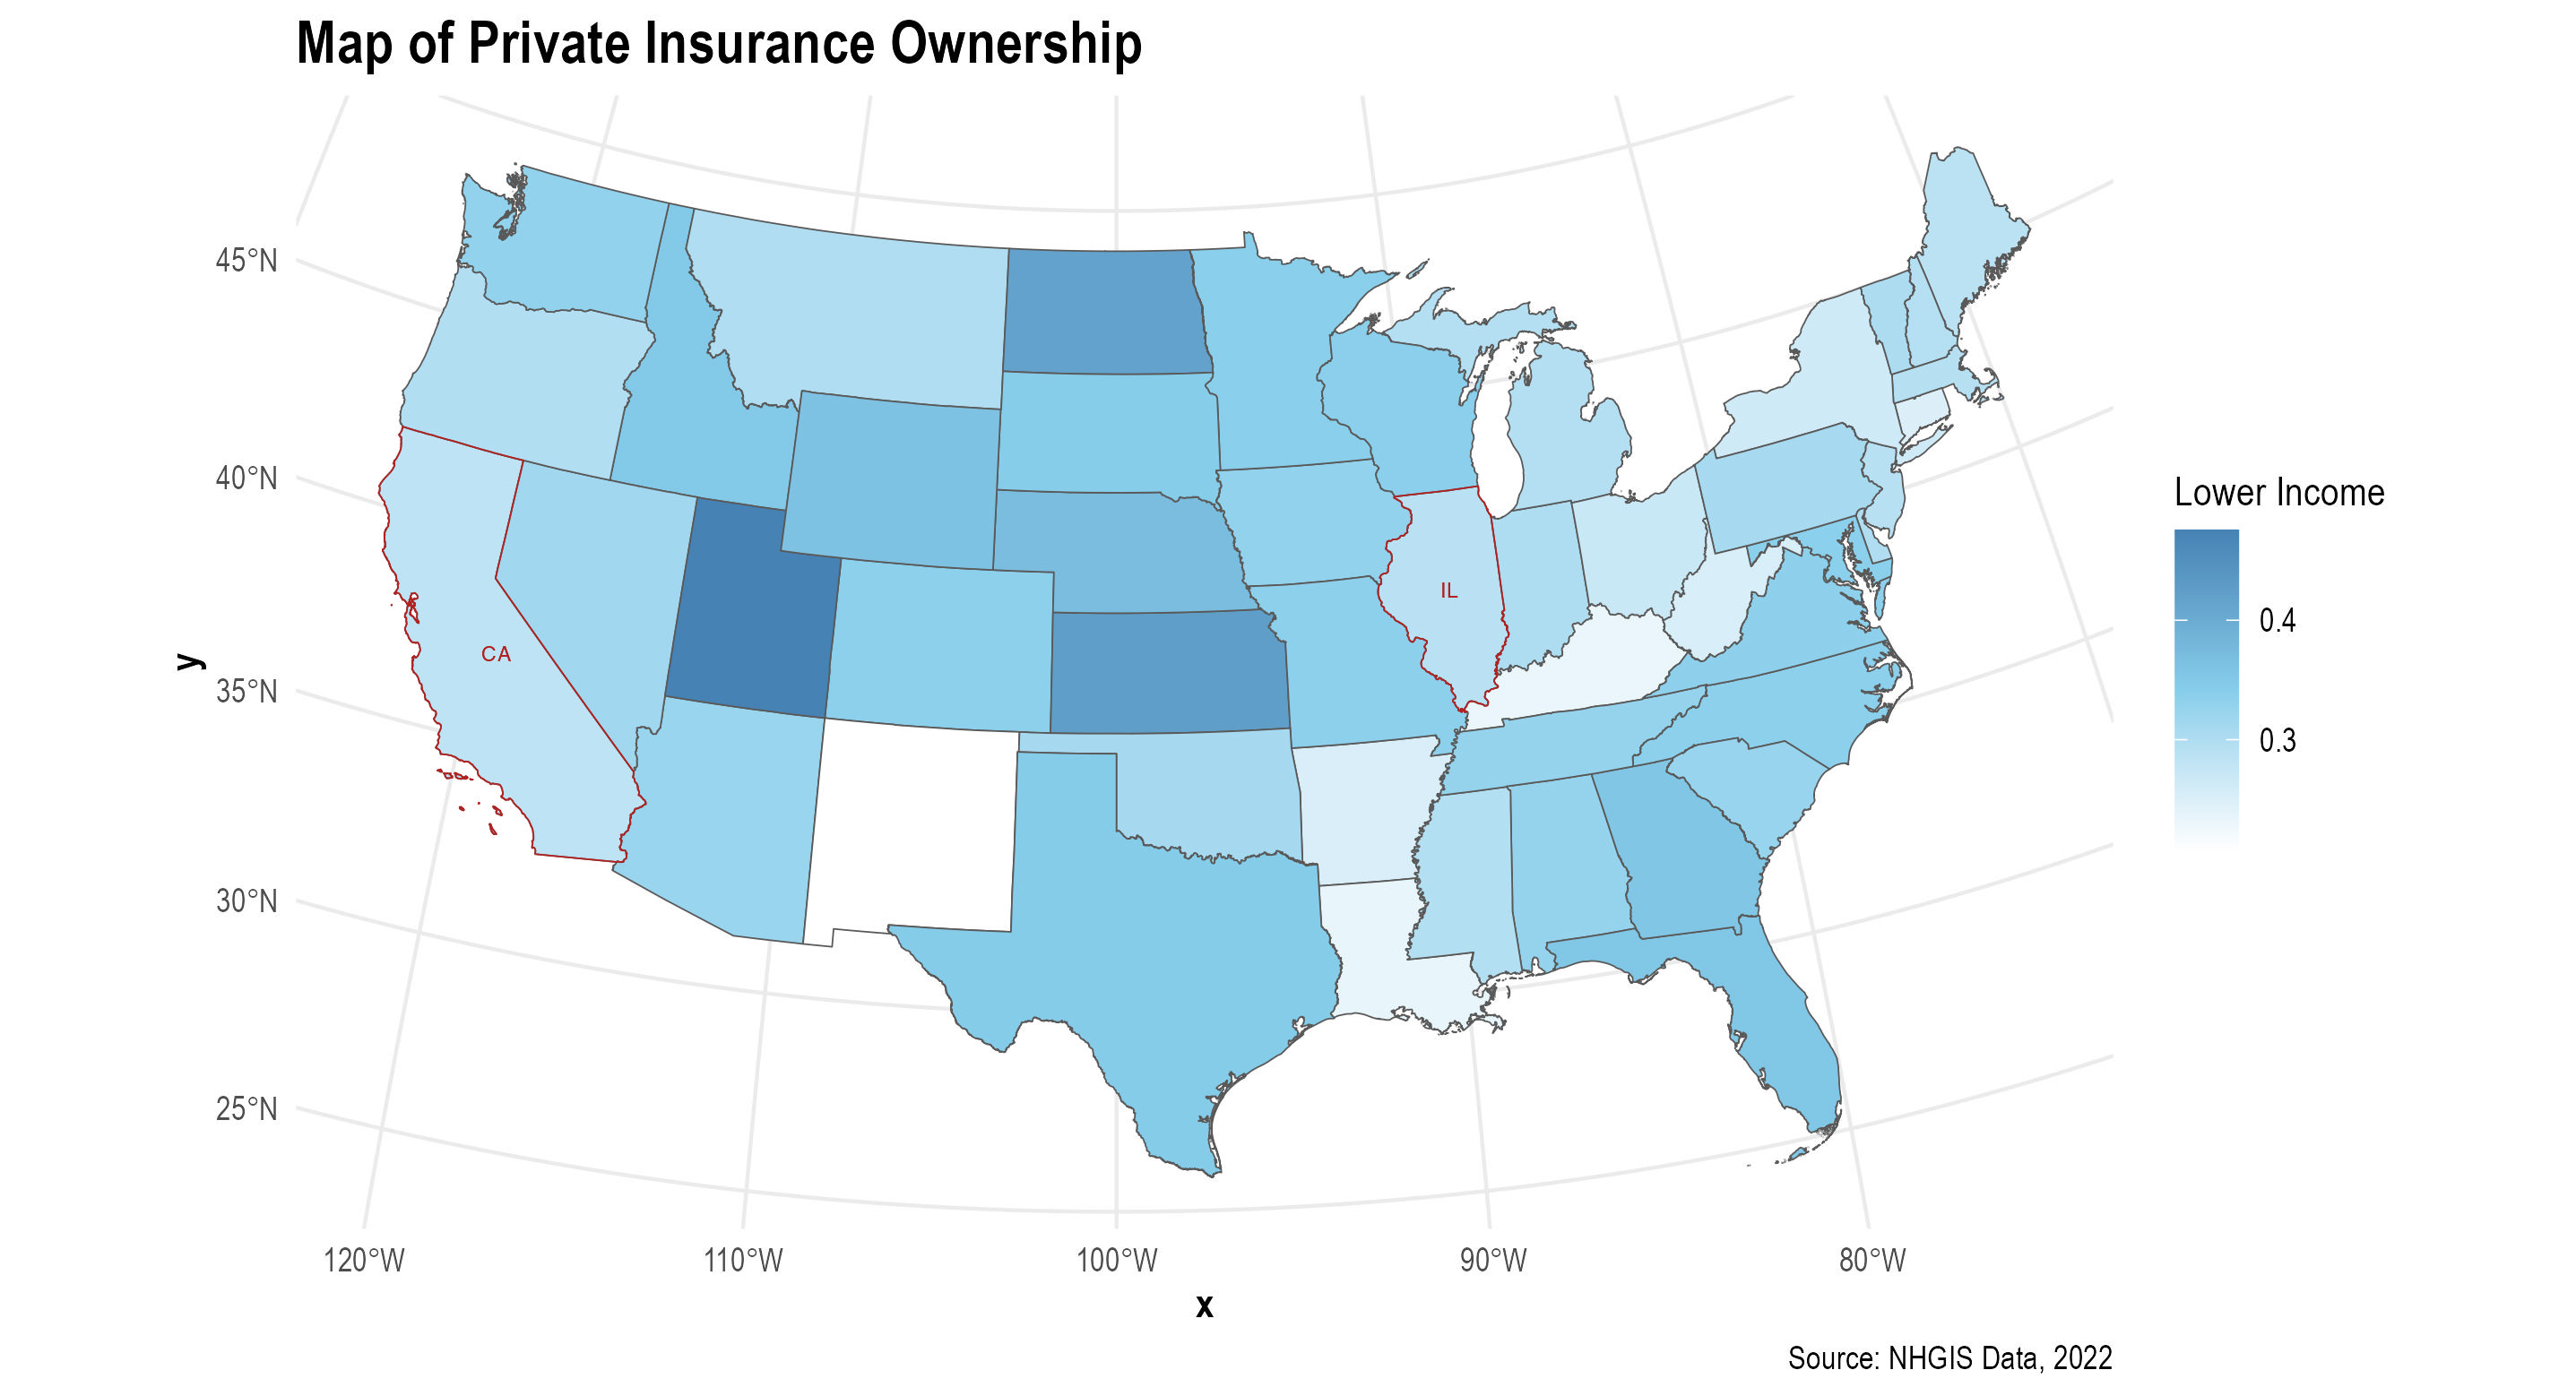 Map of Private Insurance Ownership
45°N
40°N
35°N
30°N
25°N
y
CA
IL
Lower Income
0.4
0.3
120°W
110°W
100°W
90°W
80°W
x
Source: NHGIS Data, 2022